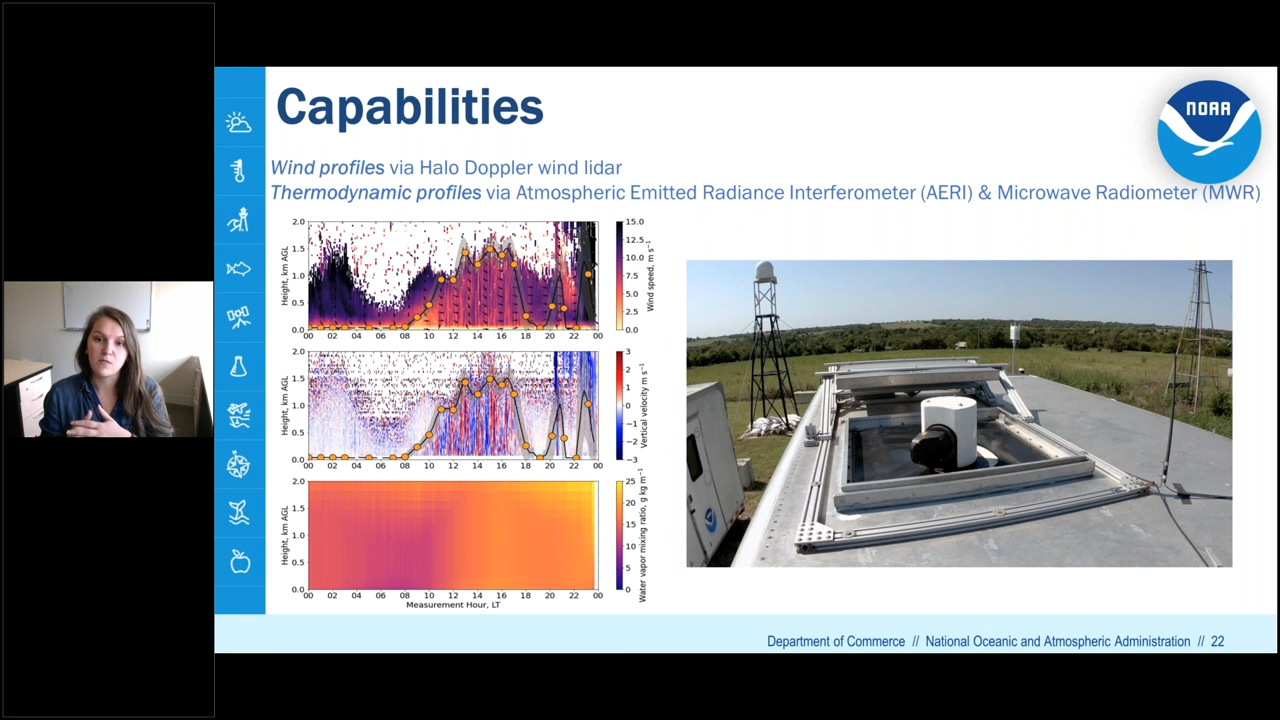 Capabilities
NOAA
Wind profiles via Halo Doppler wind lidar
Thermodynamic profiles via Atmospheric Emitted Radiance Interferometer (AERI) & Microwave Radiometer (MWR)
2.0
1.5
1.0
0.5
0.0
Height, km AGL
00 02 04 06 08 10 12 14 16 18 20 22 00
15.0
12.5
10.0
7.5
5.0
2.5
0.0
Wind speed, m s⁻¹
2.0
1.5
1.0
0.5
0.0
Height, km AGL
00 02 04 06 08 10 12 14 16 18 20 22 00
3
2
1
0
−1
−2
−3
Vertical velocity m s⁻¹
2.0
1.5
1.0
0.5
0.0
Height, km AGL
00 02 04 06 08 10 12 14 16 18 20 22 00
Measurement Hour, LT
25
20
15
10
5
0
Water vapor mixing ratio, g kg m⁻¹
Department of Commerce // National Oceanic and Atmospheric Administration // 22